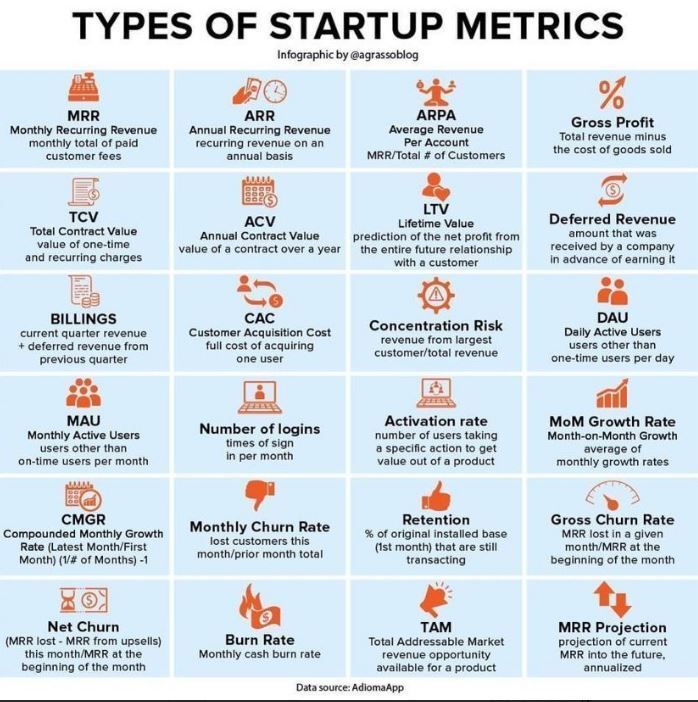 TYPES OF STARTUP METRICS
Infographic by @agrassoblog
MRR
Monthly Recurring Revenue
monthly total of paid
customer fees
ARR
Annual Recurring Revenue
recurring revenue on an
annual basis
ARPA
Average Revenue
Per Account
MRR/Total # of Customers
%
Gross Profit
Total revenue minus
the cost of goods sold
$
TCV
Total Contract Value
value of one-time
and recurring charges
$
ACV
Annual Contract Value
value of a contract over a year
LTV
Lifetime Value
prediction of the net profit from
the entire future relationship
with a customer
$
Deferred Revenue
amount that was
received by a company
in advance of earning it
BILLINGS
current quarter revenue
+ deferred revenue from
previous quarter
$
CAC
Customer Acquisition Cost
full cost of acquiring
one user
Concentration Risk
revenue from largest
customer/total revenue
DAU
Daily Active Users
users other than
one-time users per day
MAU
Monthly Active Users
users other than
on-time users per month
Number of logins
times of sign
in per month
Activation rate
number of users taking
a specific action to get
value out of a product
MoM Growth Rate
Month-on-Month Growth
average of
monthly growth rates
CMGR
Compounded Monthly Growth
Rate (Latest Month/First
Month) (1/# of Months) -1
Monthly Churn Rate
lost customers this
month/prior month total
Retention
% of original installed base
(1st month) that are still
transacting
Gross Churn Rate
MRR lost in a given
month/MRR at the
beginning of the month
$
Net Churn
(MRR lost - MRR from upsells)
this month/MRR at the
beginning of the month
$
Burn Rate
Monthly cash burn rate
TAM
Total Addressable Market
revenue opportunity
available for a product
MRR Projection
projection of current
MRR into the future,
annualized
Data source: AdiomaApp